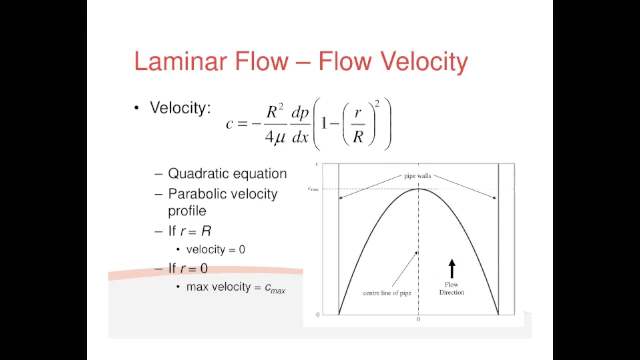 Laminar Flow – Flow Velocity
• Velocity: c = − R² / 4μ dp / dx (1 − (r / R)²)
– Quadratic equation
– Parabolic velocity
profile
– If r = R
• velocity = 0
– If r = 0
• max velocity = cmax
c
pipe walls
cmax
centre line of pipe
Flow
Direction
0
0